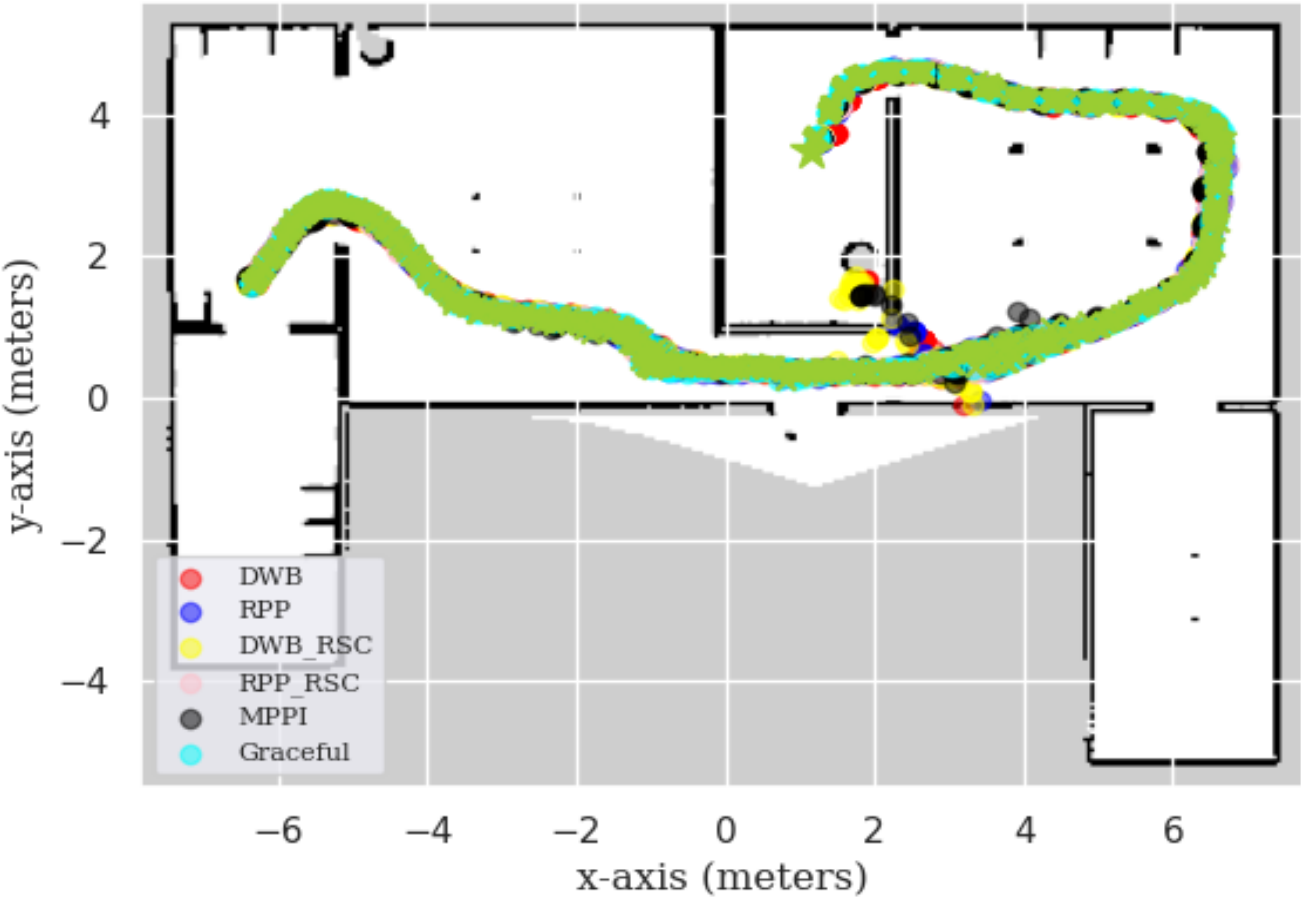 4
2
0
−2
−4
y-axis (meters)
DWB
RPP
DWB_RSC
RPP_RSC
MPPI
Graceful
−6 −4 −2 0 2 4 6
x-axis (meters)